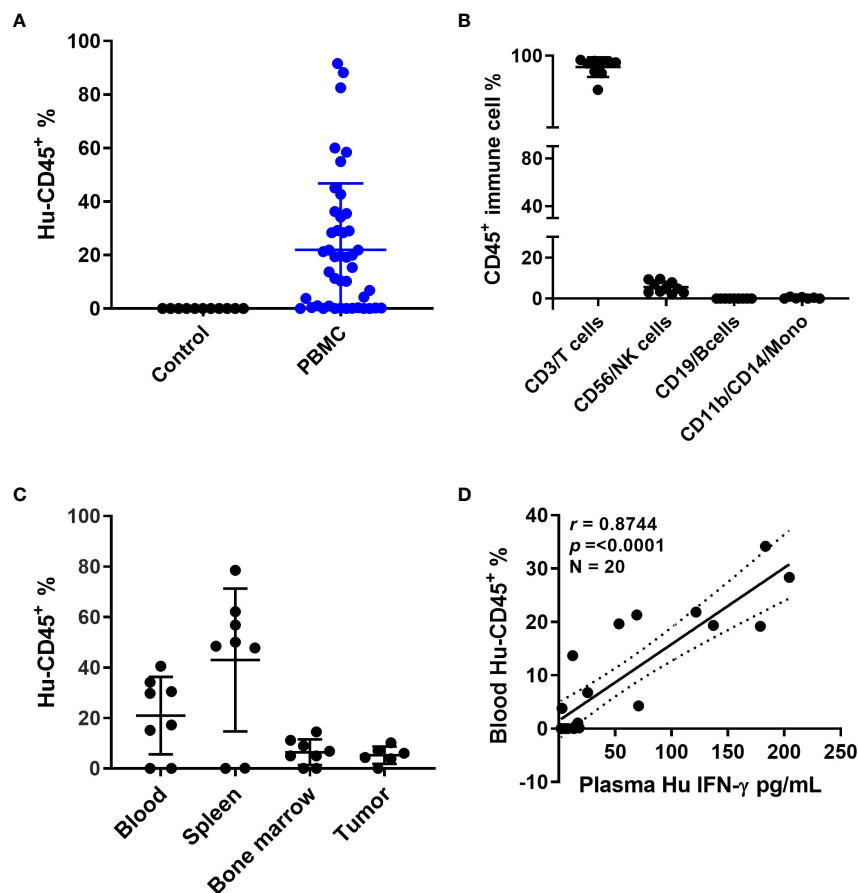 A
Hu-CD45+ %
100
80
60
40
20
0
Control
PBMC
B
CD45+ immune cell %
100
80
40
20
0
CD3/T cells
CD56/NK cells
CD19/Bcells
CD11b/CD14/Mono
C
Hu-CD45+ %
100
80
60
40
20
0
Blood
Spleen
Bone marrow
Tumor
D
r = 0.8744
p =<0.0001
N = 20
Blood Hu-CD45+ %
40
30
20
10
0
-10
50
100
150
200
250
Plasma Hu IFN-γ pg/mL